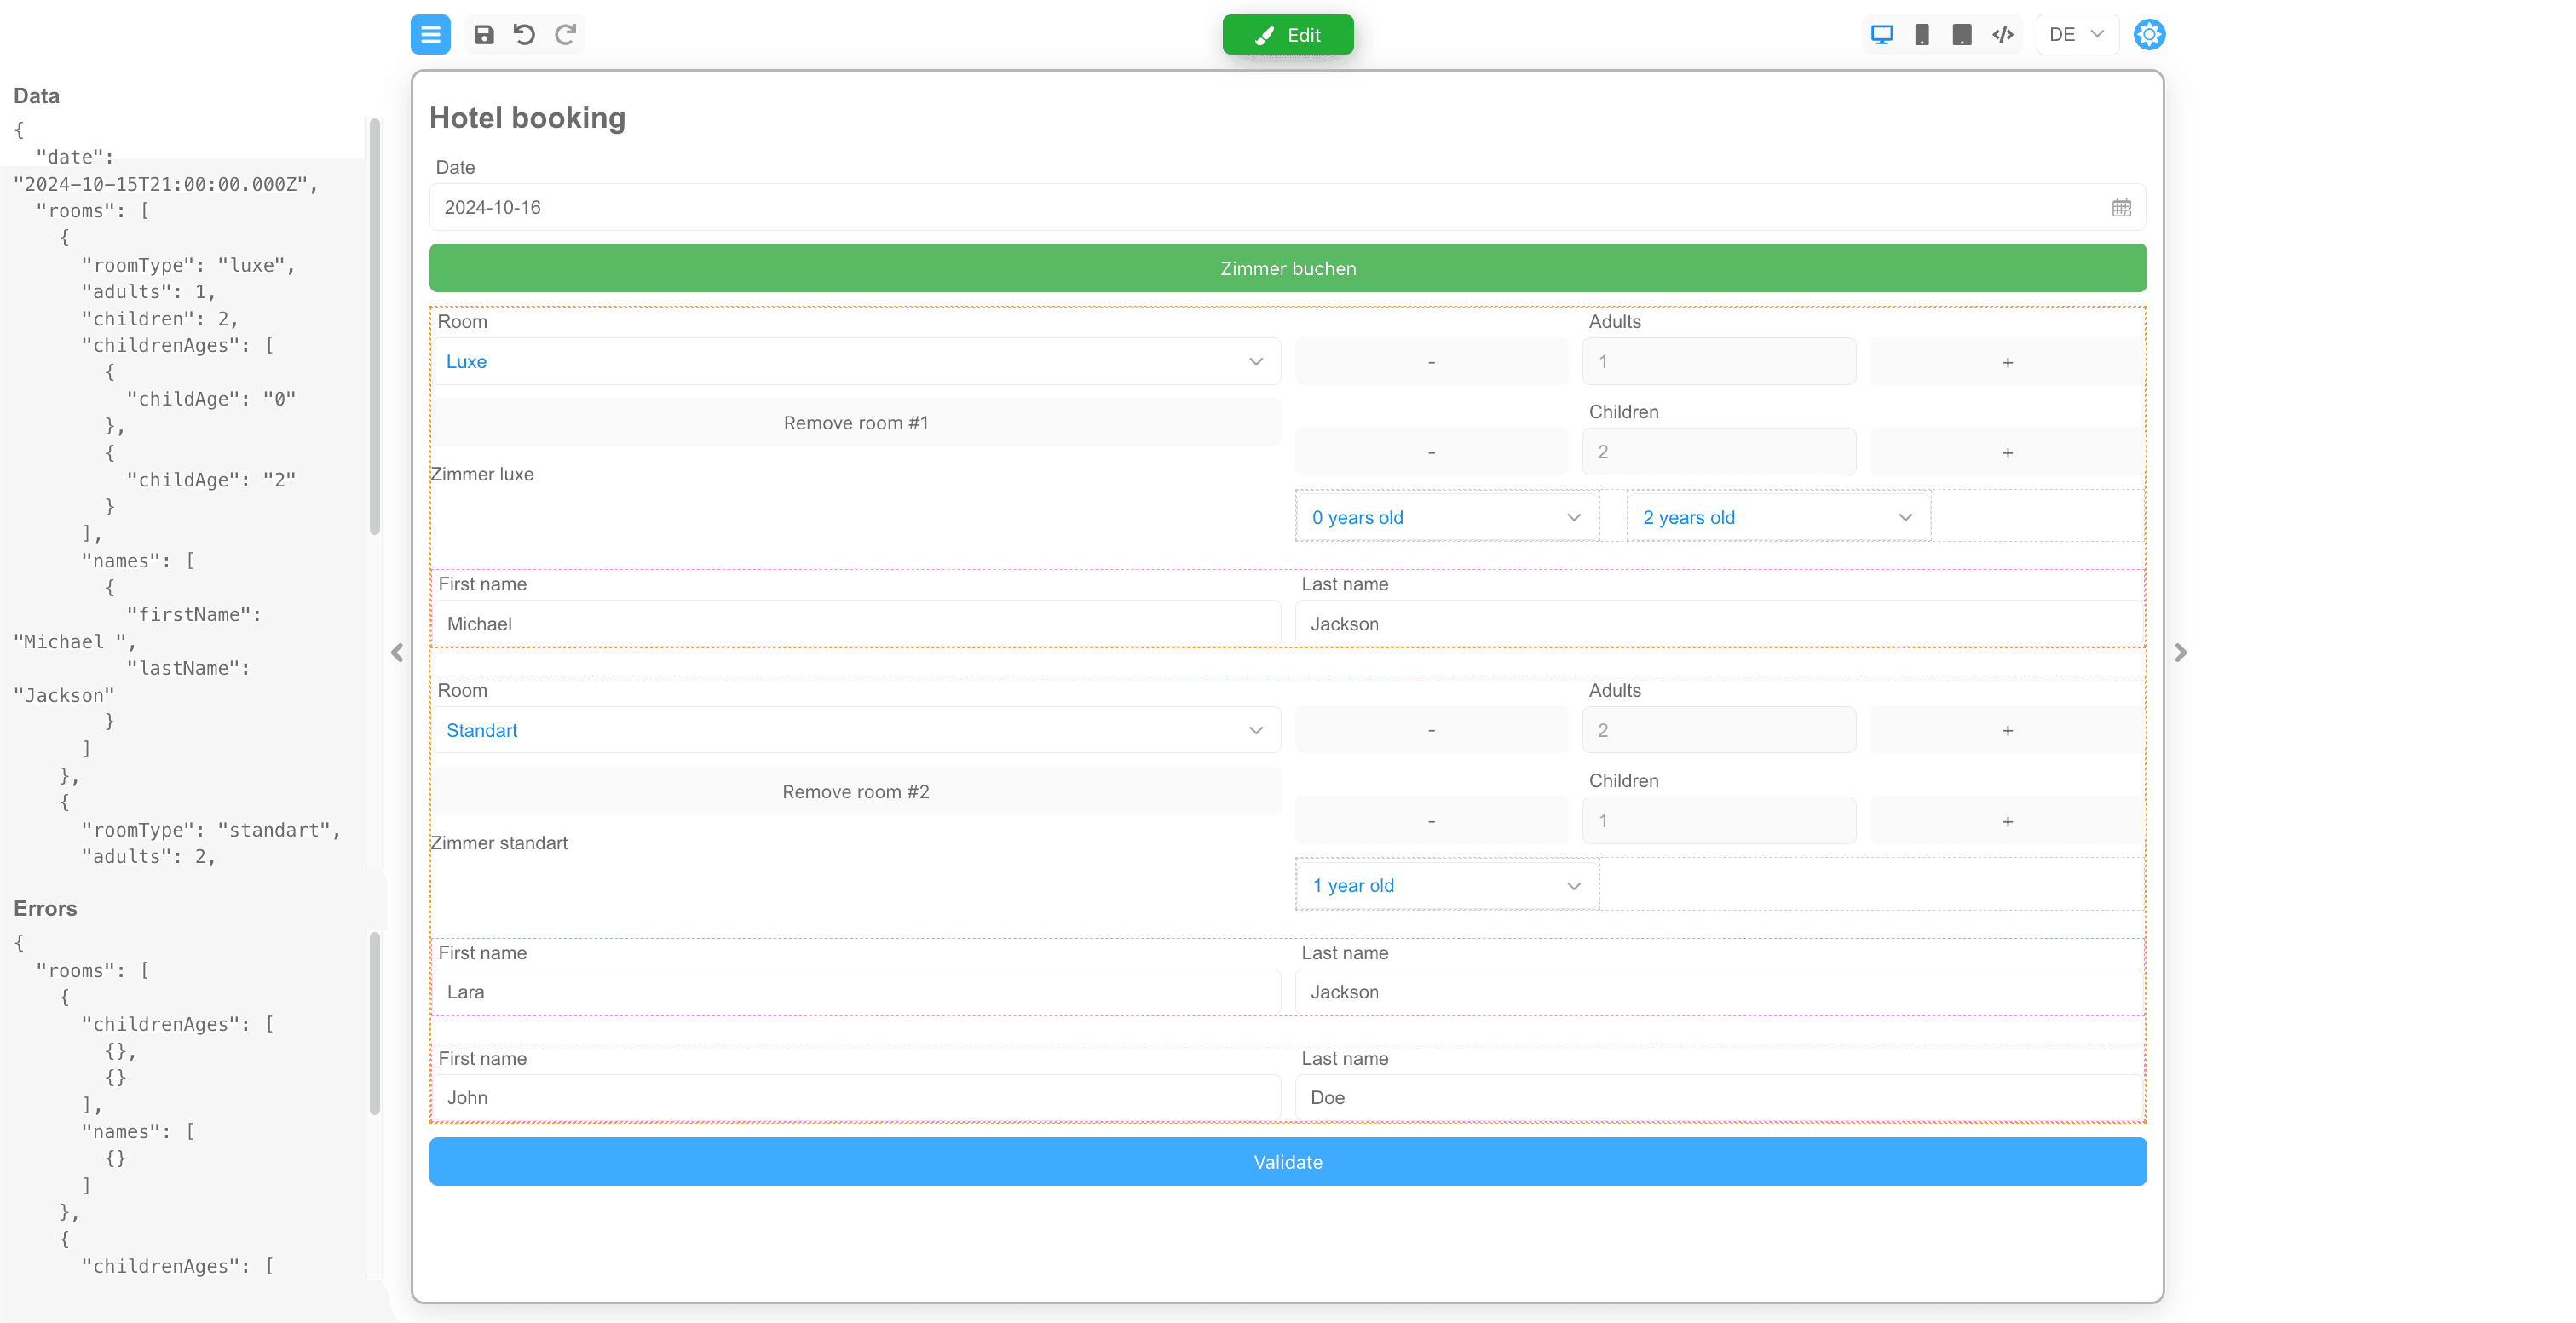 Edit
DE
Data
{
"date":
"2024-10-15T21:00:00.000Z",
"rooms": [
{
"roomType": "luxe",
"adults": 1,
"children": 2,
"childrenAges": [
{
"childAge": "0"
},
{
"childAge": "2"
}
],
"names": [
{
"firstName":
"Michael ",
"lastName":
"Jackson"
}
]
},
{
"roomType": "standart",
"adults": 2,
Errors
{
"rooms": [
{
"childrenAges": [
{},
{}
],
"names": [
{}
]
},
{
"childrenAges": [
Hotel booking
Date
2024-10-16
Zimmer buchen
Room
Adults
Luxe
-
1
+
Remove room #1
Children
-
2
+
Zimmer luxe
0 years old
2 years old
First name
Last name
Michael
Jackson
Room
Adults
Standart
-
2
+
Remove room #2
Children
-
1
+
Zimmer standart
1 year old
First name
Last name
Lara
Jackson
First name
Last name
John
Doe
Validate